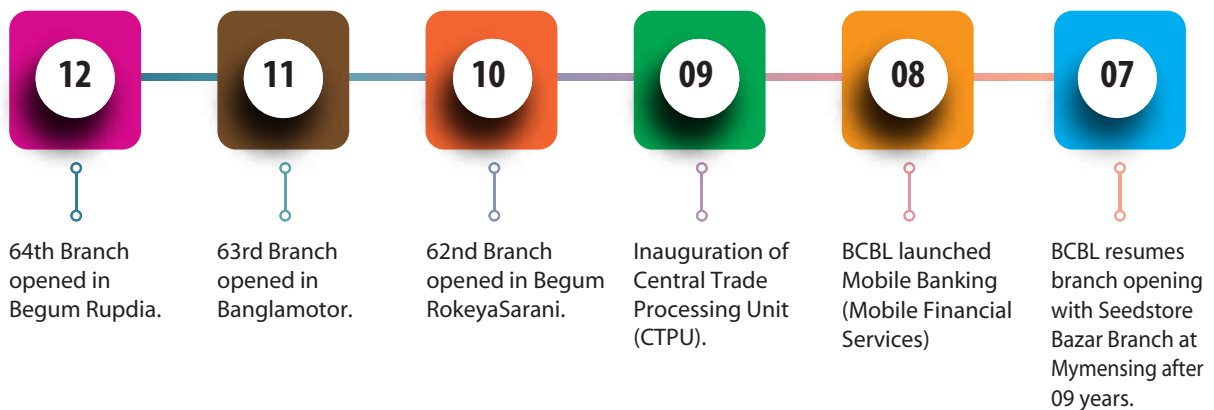 12
11
10
09
08
07
64th Branch
opened in
Begum Rupdia.
63rd Branch
opened in
Banglamotor.
62nd Branch
opened in Begum
RokeyaSarani.
Inauguration of
Central Trade
Processing Unit
(CTPU).
BCBL launched
Mobile Banking
(Mobile Financial
Services)
BCBL resumes
branch opening
with Seedstore
Bazar Branch at
Mymensing after
09 years.